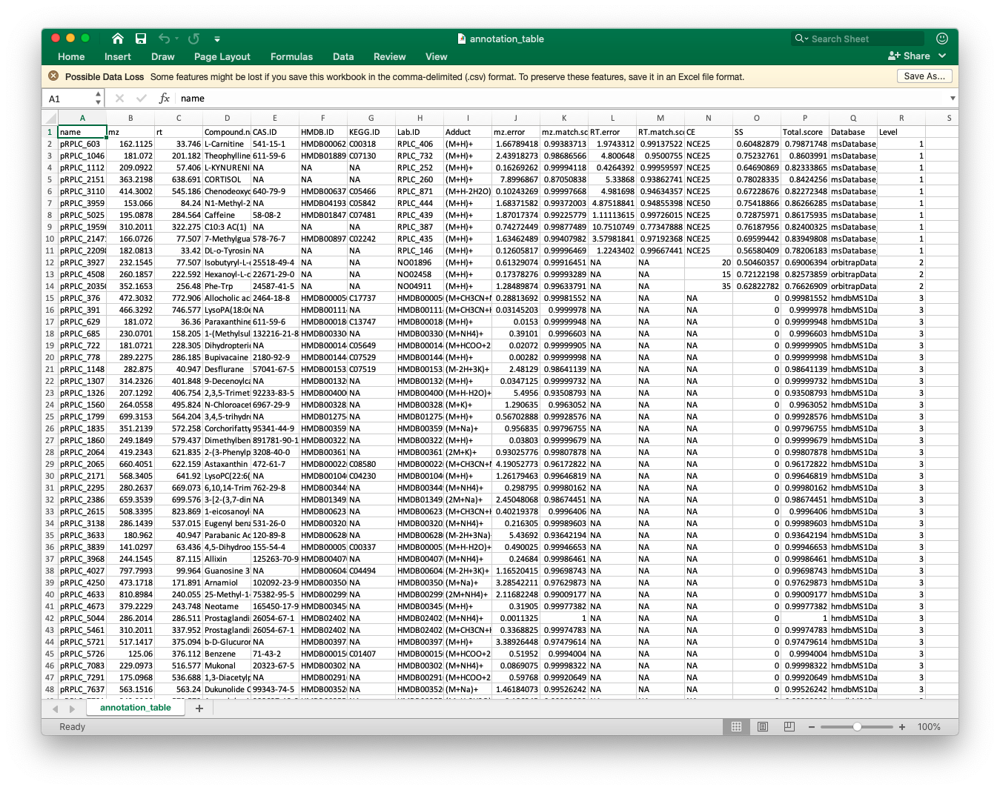 annotation_table
Search Sheet
Home Insert Draw Page Layout Formulas Data Review View Share
Possible Data Loss Some features might be lost if you save this workbook in the comma-delimited (.csv) format. To preserve these features, save it in an Excel file format. Save As...
A1 fx name
A B C D E F G H I J K L M N O P Q R S
1 name mz rt Compound.n CAS.ID HMDB.ID KEGG.ID Lab.ID Adduct mz.error mz.match.sc RT.error RT.match.sc CE SS Total.score Database Level
2 pRPLC_603 162.1125 33.746 L-Carnitine 541-15-1 HMDB00062 C00318 RPLC_406 (M+H)+ 1.66789418 0.99383713 1.9743312 0.99137522 NCE25 0.60482879 0.79871748 msDatabase_ 1
3 pRPLC_1046 181.072 201.182 Theophylline 611-59-6 HMDB01889 C07130 RPLC_732 (M+H)+ 2.43918273 0.98686566 4.800648 0.9500755 NCE25 0.75232761 0.8603991 msDatabase_ 1
4 pRPLC_1112 209.0922 57.406 L-KYNURENI NA NA NA RPLC_252 (M+H)+ 0.16269262 0.99994118 0.4264392 0.99959597 NCE25 0.64690869 0.82333865 msDatabase_ 1
5 pRPLC_2151 363.2198 638.691 CORTISOL NA NA NA RPLC_260 (M+H)+ 7.8996867 0.87050838 5.33868 0.93862741 NCE25 0.78028335 0.8424256 msDatabase_ 1
6 pRPLC_3110 414.3002 545.186 Chenodeoxyc 640-79-9 HMDB00637 C05466 RPLC_871 (M+H-2H2O) 0.10243269 0.99997668 4.981698 0.94634357 NCE25 0.67228676 0.82272348 msDatabase_ 1
7 pRPLC_3959 153.066 84.24 N1-Methyl-2 NA HMDB04193 C05842 RPLC_444 (M+H)+ 1.68371582 0.99372003 4.87518841 0.94855398 NCE50 0.75418866 0.86266285 msDatabase_ 1
8 pRPLC_5025 195.0878 284.564 Caffeine 58-08-2 HMDB01847 C07481 RPLC_439 (M+H)+ 1.87017374 0.99225779 1.11113615 0.99726015 NCE25 0.72875971 0.86175935 msDatabase_ 1
9 pRPLC_1959 310.2011 322.275 C10:3 AC(1) NA NA NA RPLC_387 (M+H)+ 0.74272449 0.99877489 10.7510749 0.77347888 NCE25 0.76187956 0.82400325 msDatabase_ 1
10 pRPLC_2147 166.0726 77.507 7-Methylgua 578-76-7 HMDB00897 C02242 RPLC_435 (M+H)+ 1.63462489 0.99407982 3.57981841 0.97192368 NCE25 0.69599442 0.83949808 msDatabase_ 1
11 pRPLC_2209 182.0813 33.42 DL-o-Tyrosin NA NA NA RPLC_146 (M+H)+ 0.12605817 0.99996469 1.2243402 0.99667441 NCE25 0.56580409 0.78206183 msDatabase_ 1
12 pRPLC_3927 232.1545 77.507 Isobutyryl-L- 25518-49-4 NA NA NO01896 (M+H)+ 0.61329074 0.99916451 NA NA 20 0.50460357 0.69006394 orbitrapData 2
13 pRPLC_4508 260.1857 222.592 Hexanoyl-L-c 22671-29-0 NA NA NO02458 (M+H)+ 0.17378276 0.99993289 NA NA 15 0.72122198 0.82573859 orbitrapData 2
14 pRPLC_2035 352.1653 256.48 Phe-Trp 24587-41-5 NA NA NO04911 (M+H)+ 1.28489874 0.99633791 NA NA 35 0.62822782 0.76626909 orbitrapData 2
15 pRPLC_376 472.3032 772.906 Allocholic ac 2464-18-8 HMDB00005 C17737 HMDB00005 (M+CH3CN+N 0.28813692 0.99981552 NA NA NA 0 0.99981552 hmdbMS1Da 3
16 pRPLC_391 466.3292 746.577 LysoPA(18:0 NA HMDB00111 NA HMDB00111 (M+CH3CN+H 0.03145203 0.9999978 NA NA NA 0 0.9999978 hmdbMS1Da 3
17 pRPLC_629 181.072 36.36 Paraxanthine 611-59-6 HMDB00018 C13747 HMDB00018 (M+H)+ 0.0153 0.99999948 NA NA NA 0 0.99999948 hmdbMS1Da 3
18 pRPLC_685 230.0701 158.205 1-(Methylsul 132216-21-8 HMDB00330 NA HMDB00330 (M+NH4)+ 0.39101 0.9996603 NA NA NA 0 0.9996603 hmdbMS1Da 3
19 pRPLC_722 181.0721 228.305 Dihydropteri NA HMDB00014 C05649 HMDB00014 (M+HCOO+2 0.02072 0.99999905 NA NA NA 0 0.99999905 hmdbMS1Da 3
20 pRPLC_778 289.2275 286.185 Bupivacaine 2180-92-9 HMDB00144 C07529 HMDB00144 (M+H)+ 0.00282 0.99999998 NA NA NA 0 0.99999998 hmdbMS1Da 3
21 pRPLC_1148 282.875 40.947 Desflurane 57041-67-5 HMDB00153 C07519 HMDB00153 (M-2H+3K)+ 2.48129 0.98641139 NA NA NA 0 0.98641139 hmdbMS1Da 3
22 pRPLC_1307 314.2326 401.848 9-Decenoylca NA HMDB00132 NA HMDB00132 (M+H)+ 0.0347125 0.99999732 NA NA NA 0 0.99999732 hmdbMS1Da 3
23 pRPLC_1326 207.1292 406.754 2,3,5-Trimet 92233-83-5 HMDB00400 NA HMDB00400 (M+H-H2O)+ 5.4956 0.93508793 NA NA NA 0 0.93508793 hmdbMS1Da 3
24 pRPLC_1560 264.0558 495.824 N-Chloroacet 6967-29-9 HMDB00328 NA HMDB00328 (M+K)+ 1.290635 0.9963052 NA NA NA 0 0.9963052 hmdbMS1Da 3
25 pRPLC_1799 699.3153 564.204 3,4,5-trihydr NA HMDB01275 NA HMDB01275 (M+H)+ 0.56702888 0.99928576 NA NA NA 0 0.99928576 hmdbMS1Da 3
26 pRPLC_1835 351.2139 572.258 Corchorifatty 95341-44-9 HMDB00359 NA HMDB00359 (M+Na)+ 0.956835 0.99796755 NA NA NA 0 0.99796755 hmdbMS1Da 3
27 pRPLC_1860 249.1849 579.437 Dimethylben 891781-90-1 HMDB00322 NA HMDB00322 (M+H)+ 0.03803 0.99999679 NA NA NA 0 0.99999679 hmdbMS1Da 3
28 pRPLC_2064 419.2343 621.835 2-(3-Phenylp 3208-40-0 HMDB00361 NA HMDB00361 (2M+K)+ 0.93025776 0.99807878 NA NA NA 0 0.99807878 hmdbMS1Da 3
29 pRPLC_2065 660.4051 622.159 Astaxanthin 472-61-7 HMDB00022 C08580 HMDB00022 (M+CH3CN+N 4.19052773 0.96172822 NA NA NA 0 0.96172822 hmdbMS1Da 3
30 pRPLC_2171 568.3405 641.92 LysoPC(22:6( NA HMDB00104 C04230 HMDB00104 (M+H)+ 1.26179463 0.99646819 NA NA NA 0 0.99646819 hmdbMS1Da 3
31 pRPLC_2295 280.2637 669.073 6,10,14-Trim 762-29-8 HMDB00344 NA HMDB00344 (M+NH4)+ 0.298795 0.99980162 NA NA NA 0 0.99980162 hmdbMS1Da 3
32 pRPLC_2386 659.3539 699.576 3-[2-(3,7-dim NA HMDB01349 NA HMDB01349 (2M+Na)+ 2.45048068 0.98674451 NA NA NA 0 0.98674451 hmdbMS1Da 3
33 pRPLC_2615 508.3395 823.869 1-eicosanoyl NA HMDB00623 NA HMDB00623 (M+CH3CN+H 0.40219378 0.9996406 NA NA NA 0 0.9996406 hmdbMS1Da 3
34 pRPLC_3138 286.1439 537.015 Eugenyl benz 531-26-0 HMDB00320 NA HMDB00320 (M+NH4)+ 0.216305 0.99989603 NA NA NA 0 0.99989603 hmdbMS1Da 3
35 pRPLC_3633 180.962 40.947 Parabanic Ac 120-89-8 HMDB00628 NA HMDB00628 (M-2H+3Na) 5.43692 0.93642194 NA NA NA 0 0.93642194 hmdbMS1Da 3
36 pRPLC_3839 141.0297 63.436 4,5-Dihydroo 155-54-4 HMDB00005 C00337 HMDB00005 (M+H-H2O)+ 0.490025 0.99946653 NA NA NA 0 0.99946653 hmdbMS1Da 3
37 pRPLC_3968 244.1545 87.115 Allixin 125263-70-9 HMDB00407 NA HMDB00407 (M+NH4)+ 0.24684 0.99986461 NA NA NA 0 0.99986461 hmdbMS1Da 3
38 pRPLC_4027 797.7993 99.964 Guanosine 3 NA HMDB00604 C04494 HMDB00604 (M-2H+3K)+ 1.16520415 0.99698743 NA NA NA 0 0.99698743 hmdbMS1Da 3
39 pRPLC_4250 473.1718 171.891 Arnamiol 102092-23-9 HMDB00350 NA HMDB00350 (M+Na)+ 3.28542211 0.97629873 NA NA NA 0 0.97629873 hmdbMS1Da 3
40 pRPLC_4633 810.8984 240.055 25-Methyl-1- 75382-95-5 HMDB00299 NA HMDB00299 (2M+NH4)+ 2.11682248 0.99009177 NA NA NA 0 0.99009177 hmdbMS1Da 3
41 pRPLC_4673 379.2229 243.748 Neotame 165450-17-9 HMDB00345 NA HMDB00345 (M+H)+ 0.31905 0.99977382 NA NA NA 0 0.99977382 hmdbMS1Da 3
42 pRPLC_5044 286.2014 286.511 Prostaglandi 26054-67-1 HMDB02402 NA HMDB02402 (M+NH4)+ 0.0011325 1 NA NA NA 0 1 hmdbMS1Da 3
43 pRPLC_5461 310.2011 337.952 Prostaglandi 26054-67-1 HMDB02402 NA HMDB02402 (M+CH3CN+H 0.3368825 0.99974783 NA NA NA 0 0.99974783 hmdbMS1Da 3
44 pRPLC_5721 517.1417 375.094 b-D-Glucuron NA HMDB00397 NA HMDB00397 (M+H)+ 3.38926448 0.97479614 NA NA NA 0 0.97479614 hmdbMS1Da 3
45 pRPLC_5726 125.06 376.112 Benzene 71-43-2 HMDB00015 C01407 HMDB00015 (M+HCOO+2 0.51952 0.9994004 NA NA NA 0 0.9994004 hmdbMS1Da 3
46 pRPLC_7083 229.0973 516.577 Mukonal 20323-67-5 HMDB00302 NA HMDB00302 (M+NH4)+ 0.0869075 0.99998322 NA NA NA 0 0.99998322 hmdbMS1Da 3
47 pRPLC_7291 175.0968 536.688 1,3-Diacetylp NA HMDB00291 NA HMDB00291 (M+HCOO+2 0.59768 0.99920649 NA NA NA 0 0.99920649 hmdbMS1Da 3
48 pRPLC_7637 563.1516 563.24 Dukunolide 99343-74-5 HMDB00352 NA HMDB00352 (M+Na)+ 1.46184073 0.99526242 NA NA NA 0 0.99526242 hmdbMS1Da 3
annotation_table +
Ready 100%